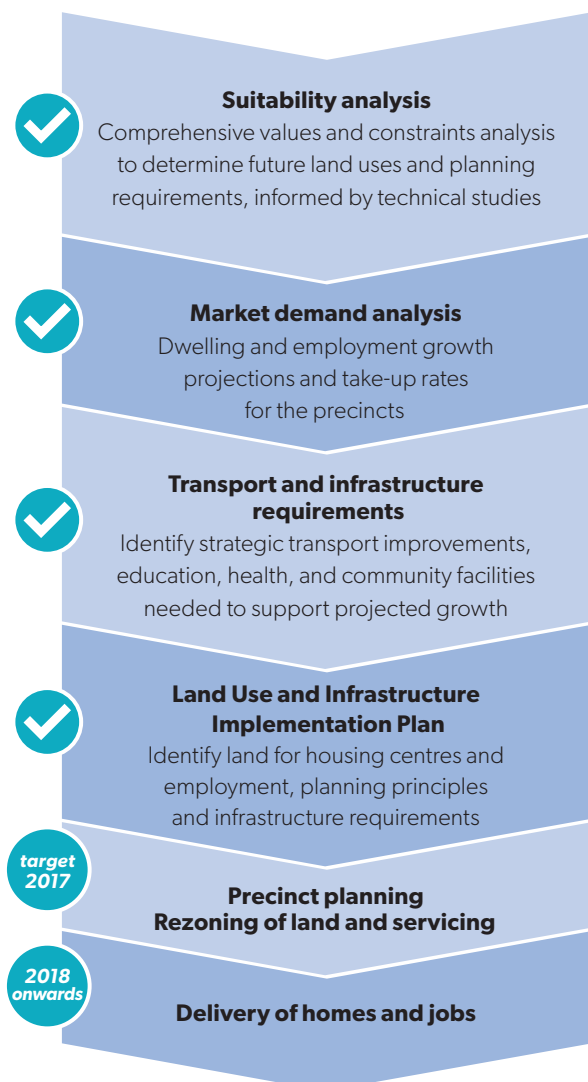 Suitability analysis
Comprehensive values and constraints analysis
to determine future land uses and planning
requirements, informed by technical studies
Market demand analysis
Dwelling and employment growth
projections and take-up rates
for the precincts
Transport and infrastructure
requirements
Identify strategic transport improvements,
education, health, and community facilities
needed to support projected growth
Land Use and Infrastructure
Implementation Plan
Identify land for housing centres and
employment, planning principles
and infrastructure requirements
target
2017
Precinct planning
Rezoning of land and servicing
2018
onwards
Delivery of homes and jobs